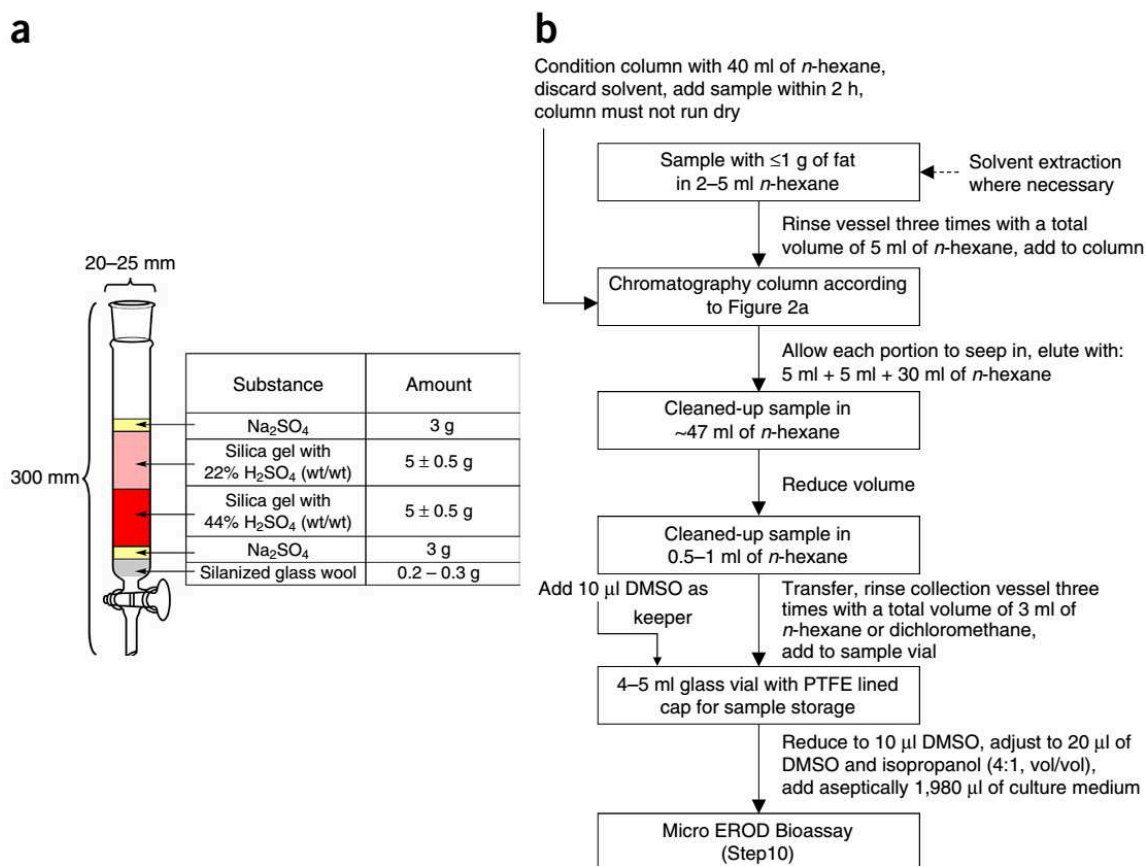 a
20–25 mm
300 mm
Substance Amount
Na₂SO₄ 3 g
Silica gel with
22% H₂SO₄ (wt/wt) 5 ± 0.5 g
Silica gel with
44% H₂SO₄ (wt/wt) 5 ± 0.5 g
Na₂SO₄ 3 g
Silanized glass wool 0.2 – 0.3 g
b
Condition column with 40 ml of n-hexane,
discard solvent, add sample within 2 h,
column must not run dry
Sample with ≤1 g of fat
in 2–5 ml n-hexane
Solvent extraction
where necessary
Rinse vessel three times with a total
volume of 5 ml of n-hexane, add to column
Chromatography column according
to Figure 2a
Allow each portion to seep in, elute with:
5 ml + 5 ml + 30 ml of n-hexane
Cleaned-up sample in
~47 ml of n-hexane
Reduce volume
Cleaned-up sample in
0.5–1 ml of n-hexane
Add 10 μl DMSO as
keeper
Transfer, rinse collection vessel three
times with a total volume of 3 ml of
n-hexane or dichloromethane,
add to sample vial
4–5 ml glass vial with PTFE lined
cap for sample storage
Reduce to 10 μl DMSO, adjust to 20 μl of
DMSO and isopropanol (4:1, vol/vol),
add aseptically 1,980 μl of culture medium
Micro EROD Bioassay
(Step10)